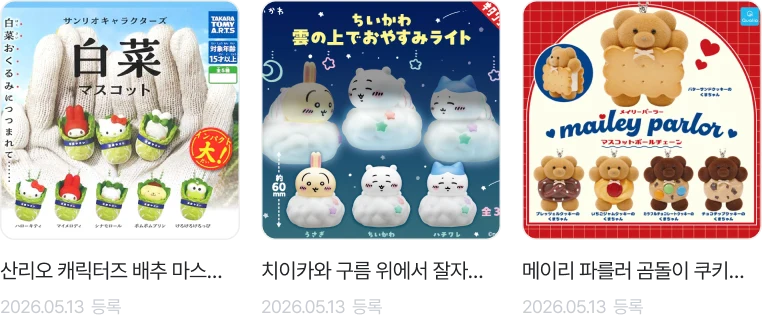 サンリオキャラクターズ
白菜
マスコット
白菜おくるみにつつまれて……
TAKARA TOMY
A.R.T.S
対象年齢
15才以上
インパクト
大!
ハローキティ
マイメロディ
シナモロール
ポムポムプリン
けろけろけろっぴ
산리오 캐릭터즈 배추 마스...
2026.05.13 등록
ちいかわ
雲の上でおやすみライト
約
60mm
うさぎ
ちいかわ
ハチワレ
全3
치이카와 구름 위에서 잘자...
2026.05.13 등록
バターサンドクッキーの
くまちゃん
メイリーパーラー
mailey parlor
マスコットボールチェーン
プレッツェルクッキーの
くまちゃん
いちごジャムクッキーの
くまちゃん
カラフルチョコレートクッキーの
くまちゃん
チョコチップクッキーの
くまちゃん
메이리 파를러 곰돌이 쿠키...
2026.05.13 등록